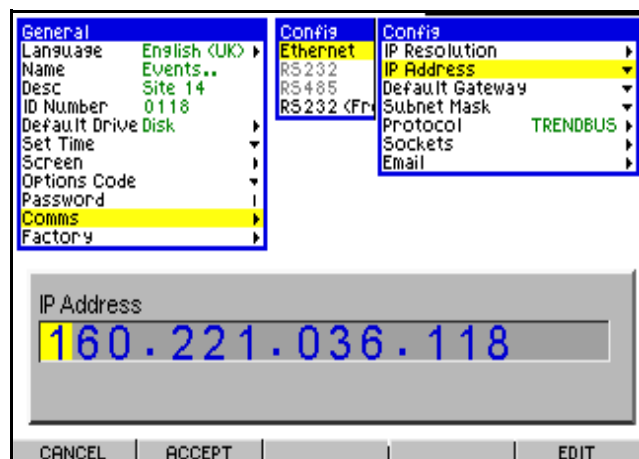 General
Language English (UK)
Name Events..
Desc Site 14
ID Number 0118
Default Drive Disk
Set Time
Screen
Options Code
Password
Comms
Factory
Config
Ethernet
RS232
RS485
RS232 (Fr
Config
IP Resolution
IP Address
Default Gateway
Subnet Mask
Protocol TRENDBUS
Sockets
Email
IP Address
160.221.036.118
CANCEL ACCEPT EDIT